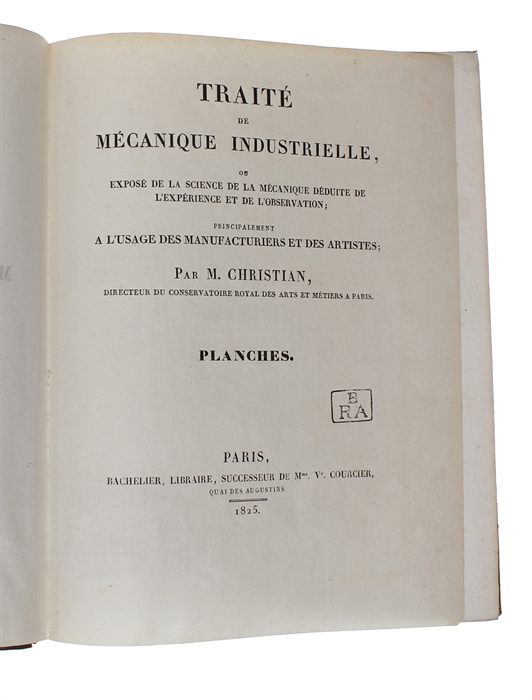 TRAITÉ
DE
MÉCANIQUE INDUSTRIELLE,
OU
EXPOSÉ DE LA SCIENCE DE LA MÉCANIQUE DÉDUITE DE
L'EXPÉRIENCE ET DE L'OBSERVATION;
PRINCIPALEMENT
A L'USAGE DES MANUFACTURIERS ET DES ARTISTES;
PAR M. CHRISTIAN,
DIRECTEUR DU CONSERVATOIRE ROYAL DES ARTS ET MÉTIERS A PARIS.
PLANCHES.
B
RA
PARIS,
BACHELIER, LIBRAIRE, SUCCESSEUR DE Mme. Ve. COURCIER,
QUAI DES AUGUSTINS.
1825.